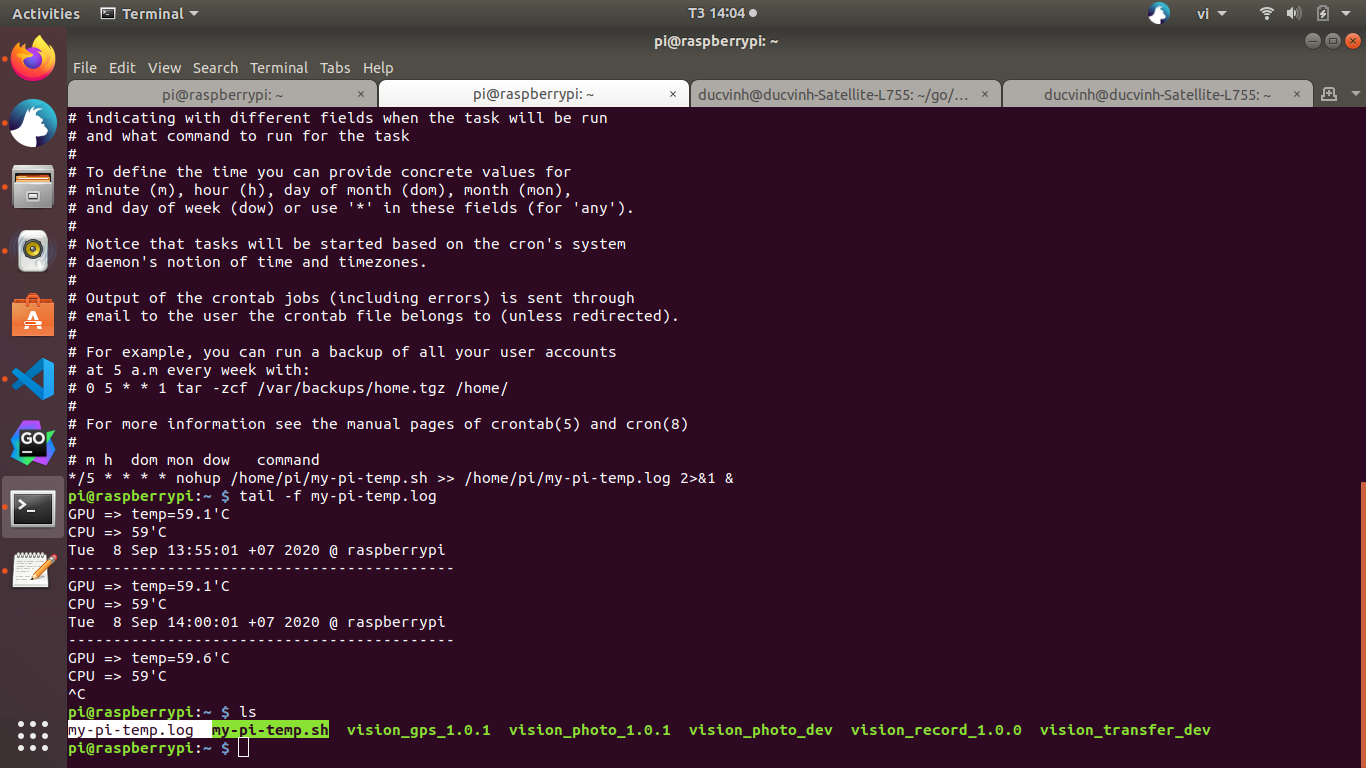 Activities Terminal T3 14:04 vi
pi@raspberrypi: ~
File Edit View Search Terminal Tabs Help
pi@raspberrypi: ~ × pi@raspberrypi: ~ × ducvinh@ducvinh-Satellite-L755: ~/go/… × ducvinh@ducvinh-Satellite-L755: ~ ×
# indicating with different fields when the task will be run
# and what command to run for the task
#
# To define the time you can provide concrete values for
# minute (m), hour (h), day of month (dom), month (mon),
# and day of week (dow) or use '*' in these fields (for 'any').
#
# Notice that tasks will be started based on the cron's system
# daemon's notion of time and timezones.
#
# Output of the crontab jobs (including errors) is sent through
# email to the user the crontab file belongs to (unless redirected).
#
# For example, you can run a backup of all your user accounts
# at 5 a.m every week with:
# 0 5 * * 1 tar -zcf /var/backups/home.tgz /home/
#
# For more information see the manual pages of crontab(5) and cron(8)
#
# m h  dom mon dow   command
*/5 * * * * nohup /home/pi/my-pi-temp.sh >> /home/pi/my-pi-temp.log 2>&1 &
pi@raspberrypi:~ $ tail -f my-pi-temp.log
GPU => temp=59.1'C
CPU => 59'C
Tue  8 Sep 13:55:01 +07 2020 @ raspberrypi
-------------------------------------------
GPU => temp=59.1'C
CPU => 59'C
Tue  8 Sep 14:00:01 +07 2020 @ raspberrypi
-------------------------------------------
GPU => temp=59.6'C
CPU => 59'C
^C
pi@raspberrypi:~ $ ls
my-pi-temp.log  my-pi-temp.sh  vision_gps_1.0.1  vision_photo_1.0.1  vision_photo_dev  vision_record_1.0.0  vision_transfer_dev
pi@raspberrypi:~ $
GO